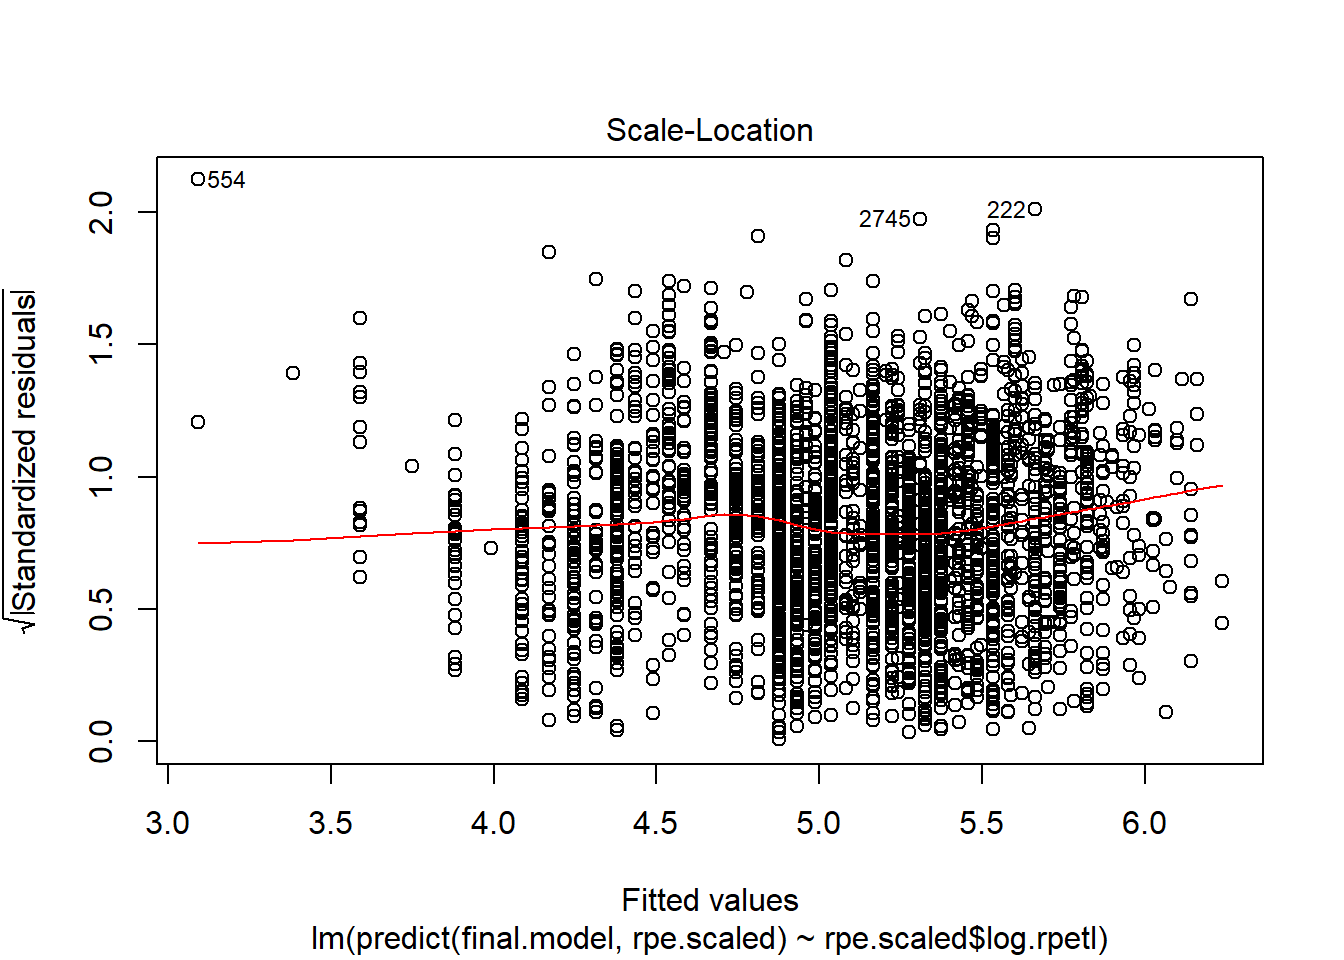 Scale-Location
√|Standardized residuals|
2.0
1.5
1.0
0.5
0.0
554
2745
222
3.0 3.5 4.0 4.5 5.0 5.5 6.0
Fitted values
lm(predict(final.model, rpe.scaled) ~ rpe.scaled$log.rpetl)